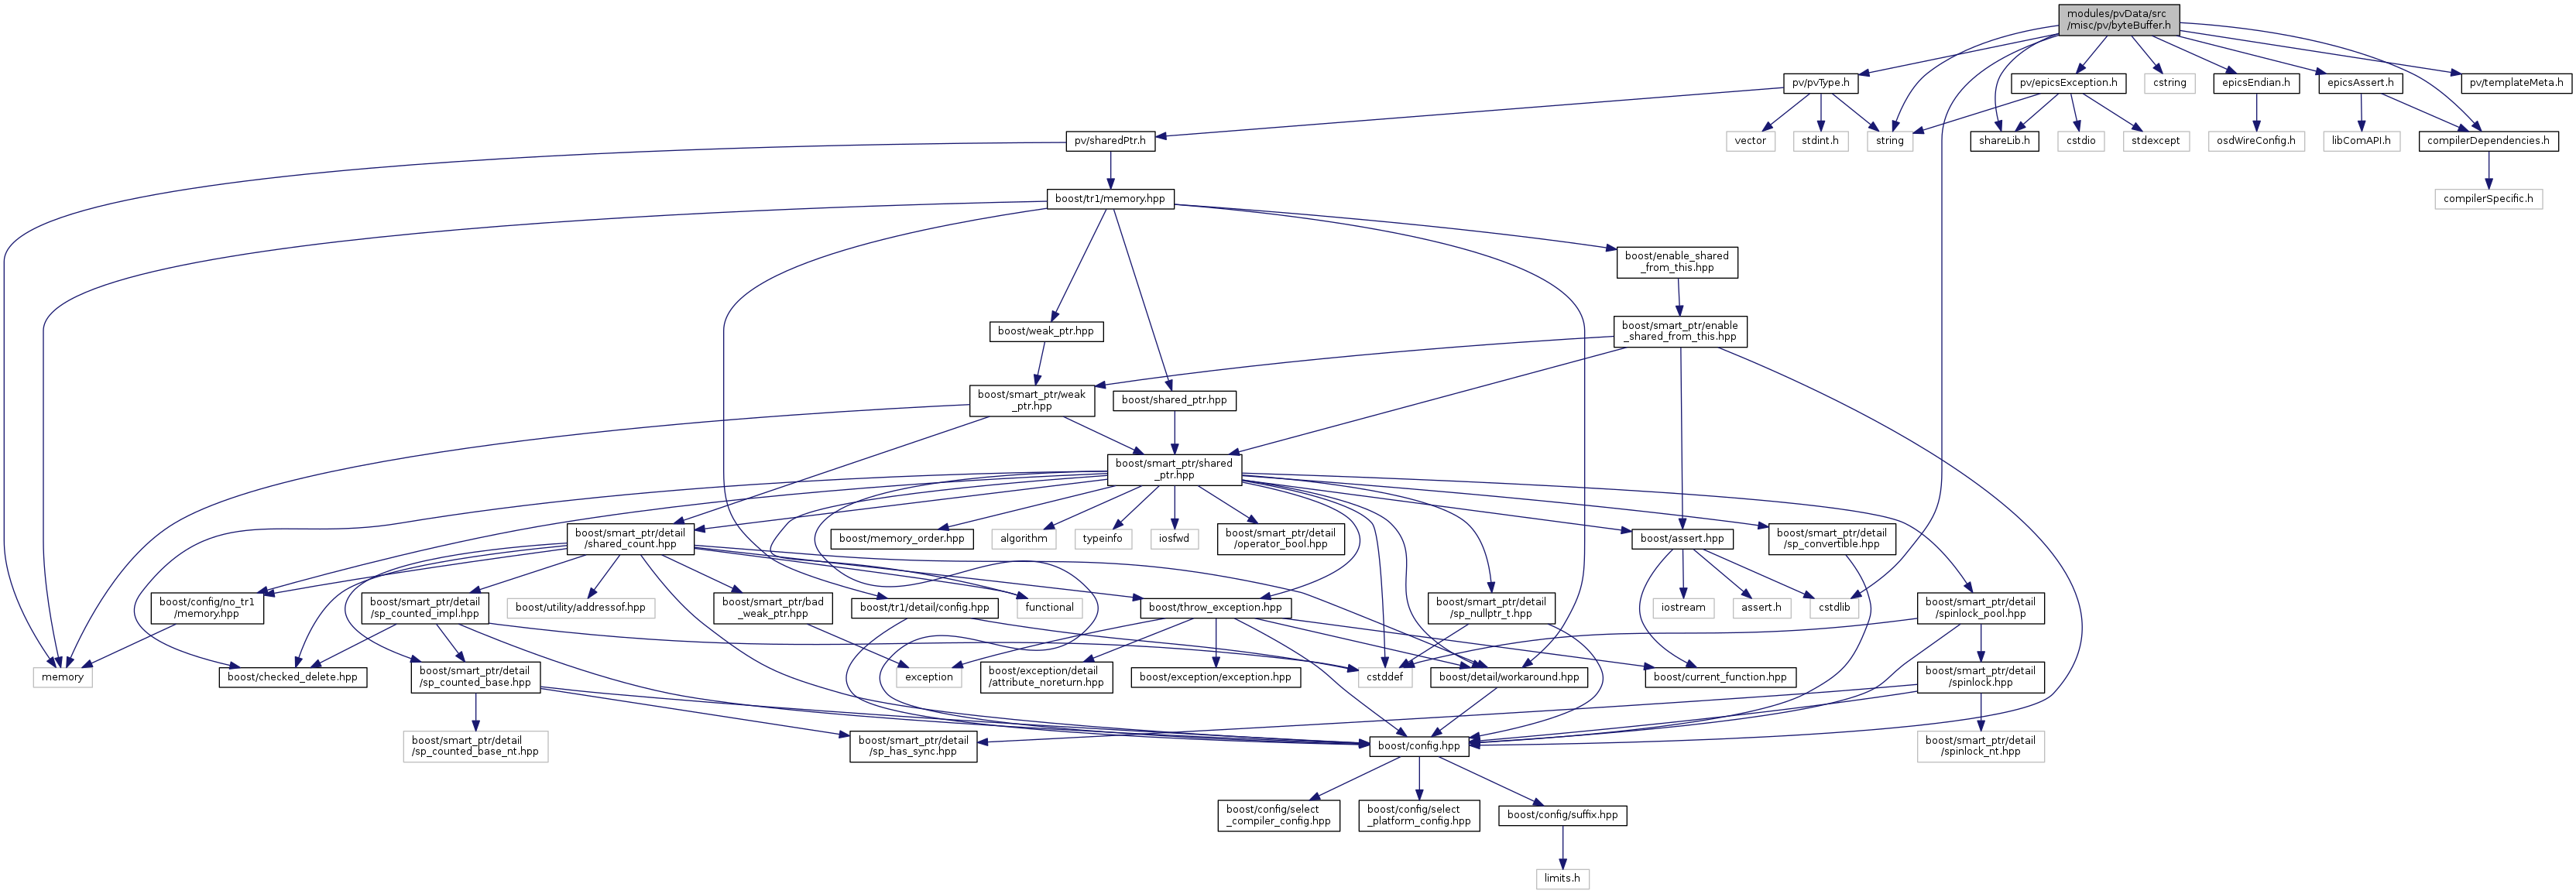 modules/pvData/src
/misc/pv/byteBuffer.h
pv/pvType.h
pv/epicsException.h
cstring
epicsEndian.h
epicsAssert.h
pv/templateMeta.h
pv/sharedPtr.h
vector
stdint.h
string
shareLib.h
cstdio
stdexcept
osdWireConfig.h
libComAPI.h
compilerDependencies.h
boost/tr1/memory.hpp
compilerSpecific.h
boost/enable_shared
_from_this.hpp
boost/weak_ptr.hpp
boost/smart_ptr/enable
_shared_from_this.hpp
boost/smart_ptr/weak
_ptr.hpp
boost/shared_ptr.hpp
boost/smart_ptr/shared
_ptr.hpp
boost/smart_ptr/detail
/shared_count.hpp
boost/memory_order.hpp
algorithm
typeinfo
iosfwd
boost/smart_ptr/detail
/operator_bool.hpp
boost/assert.hpp
boost/smart_ptr/detail
/sp_convertible.hpp
boost/config/no_tr1
/memory.hpp
boost/smart_ptr/detail
/sp_counted_impl.hpp
boost/utility/addressof.hpp
boost/smart_ptr/bad
_weak_ptr.hpp
boost/tr1/detail/config.hpp
functional
boost/throw_exception.hpp
boost/smart_ptr/detail
/sp_nullptr_t.hpp
iostream
assert.h
cstdlib
boost/smart_ptr/detail
/spinlock_pool.hpp
memory
boost/checked_delete.hpp
boost/smart_ptr/detail
/sp_counted_base.hpp
exception
boost/exception/detail
/attribute_noreturn.hpp
boost/exception/exception.hpp
cstddef
boost/detail/workaround.hpp
boost/current_function.hpp
boost/smart_ptr/detail
/spinlock.hpp
boost/smart_ptr/detail
/sp_counted_base_nt.hpp
boost/smart_ptr/detail
/sp_has_sync.hpp
boost/config.hpp
boost/smart_ptr/detail
/spinlock_nt.hpp
boost/config/select
_compiler_config.hpp
boost/config/select
_platform_config.hpp
boost/config/suffix.hpp
limits.h